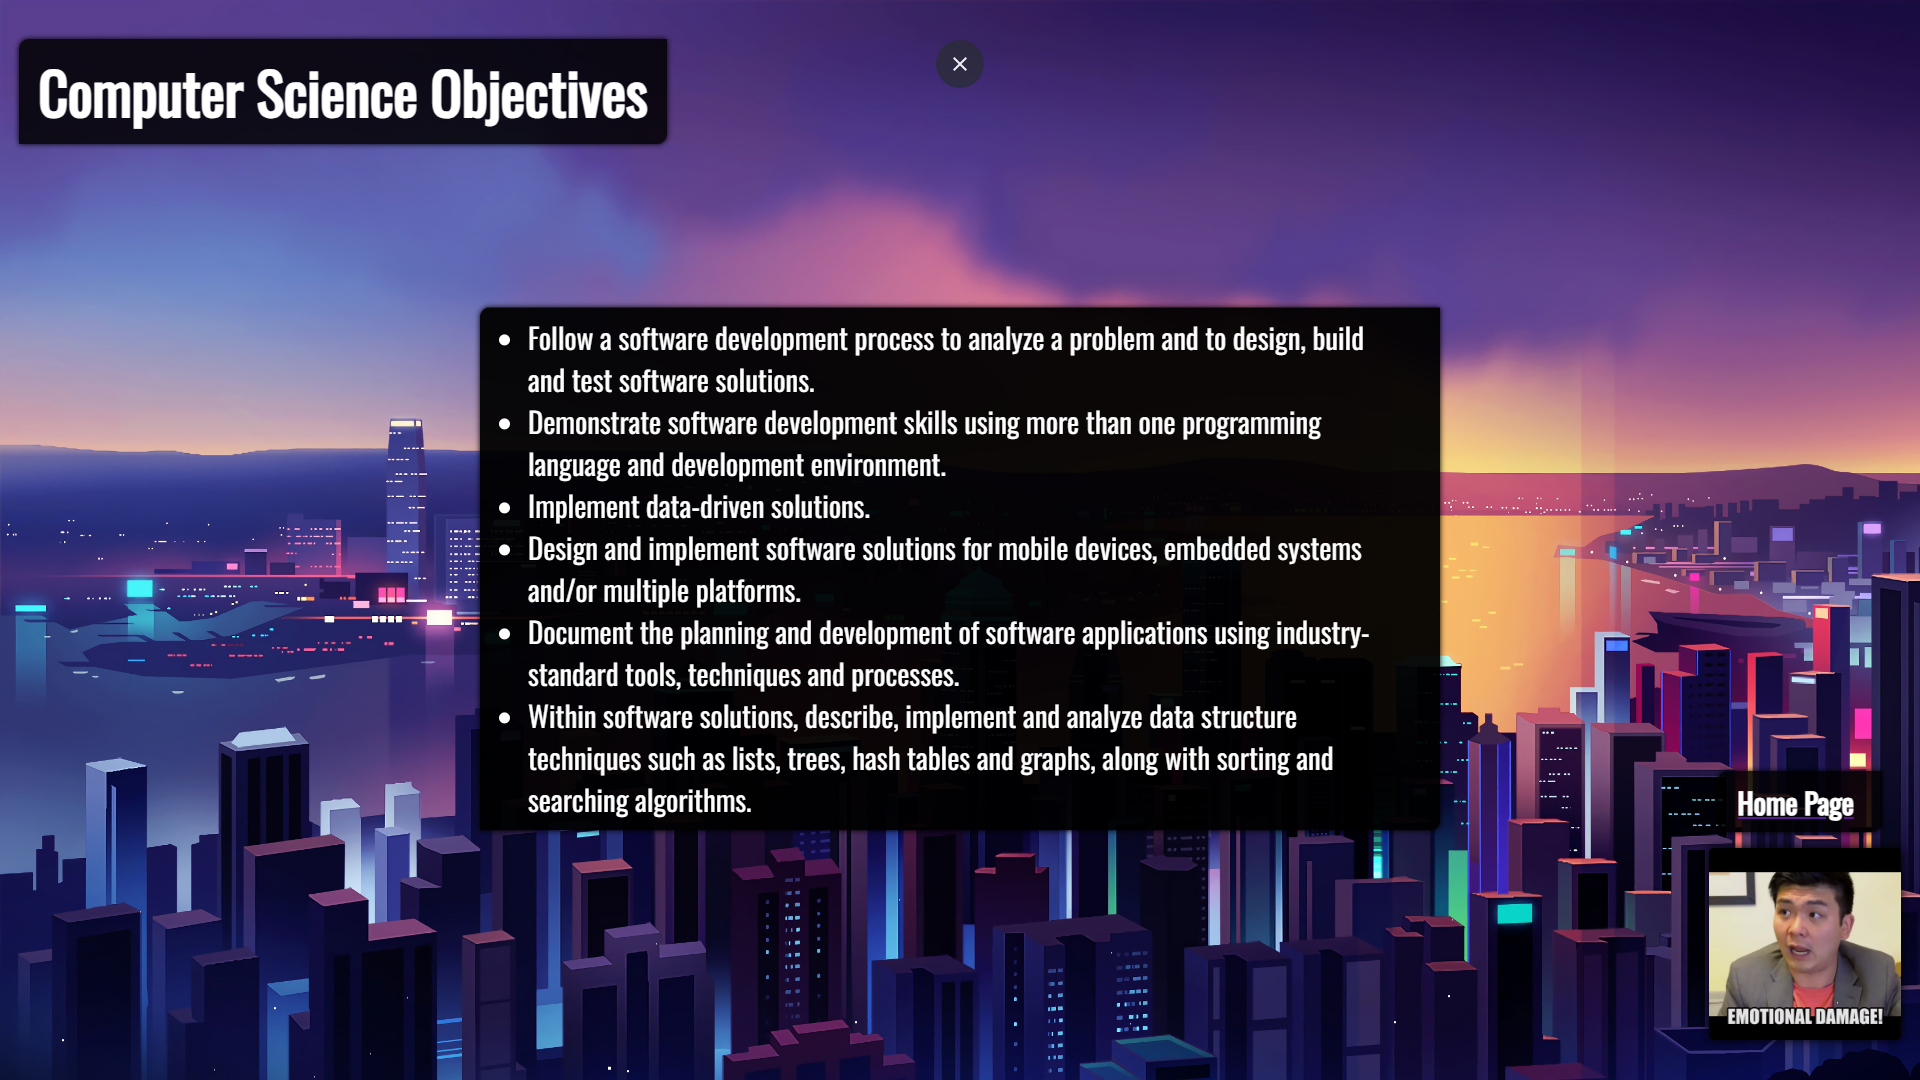 Computer Science Objectives
Follow a software development process to analyze a problem and to design, build
and test software solutions.
Demonstrate software development skills using more than one programming
language and development environment.
Implement data-driven solutions.
Design and implement software solutions for mobile devices, embedded systems
and/or multiple platforms.
Document the planning and development of software applications using industry-
standard tools, techniques and processes.
Within software solutions, describe, implement and analyze data structure
techniques such as lists, trees, hash tables and graphs, along with sorting and
searching algorithms.
Home Page
EMOTIONAL DAMAGE!